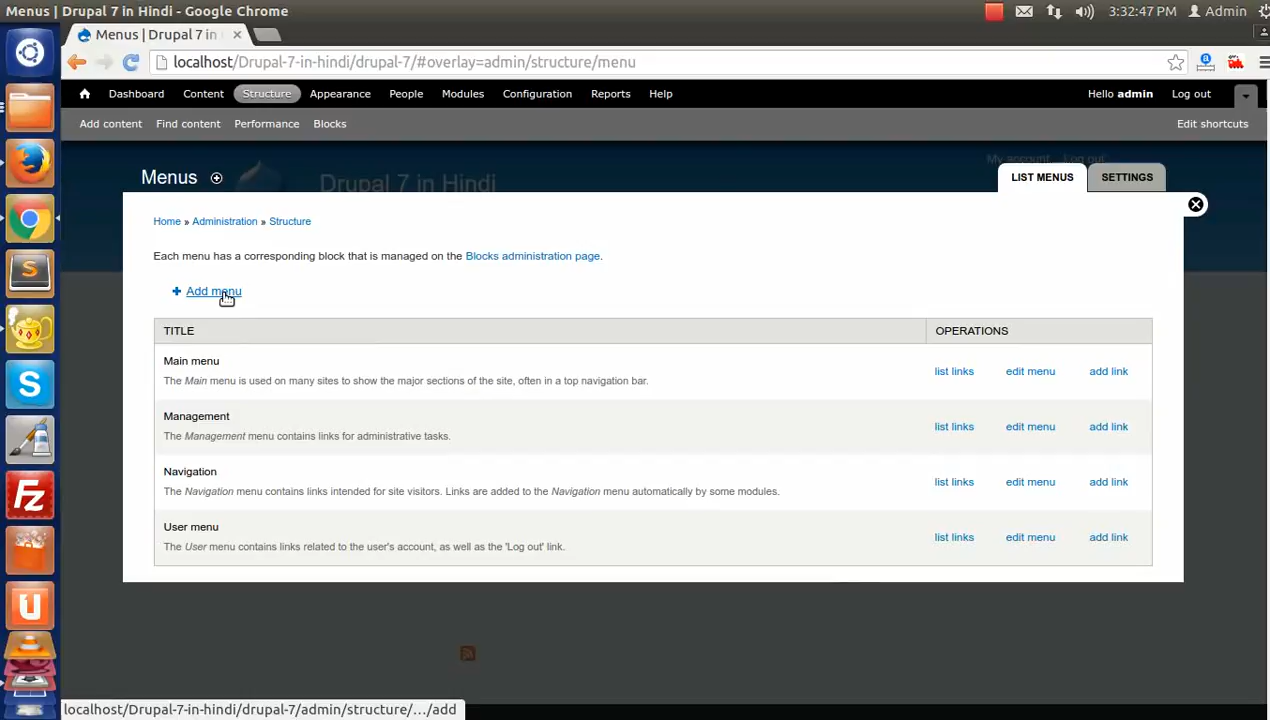 Menus | Drupal 7 in Hindi - Google Chrome
3:32:47 PM
Admin
Menus | Drupal 7 in
localhost/Drupal-7-in-hindi/drupal-7/#overlay=admin/structure/menu
Dashboard Content Structure Appearance People Modules Configuration Reports Help
Hello admin Log out
Add content Find content Performance Blocks
Edit shortcuts
My account Log out
Menus
Drupal 7 in Hindi
LIST MENUS SETTINGS
Home » Administration » Structure
Each menu has a corresponding block that is managed on the Blocks administration page.
+ Add menu
TITLE OPERATIONS
Main menu
The Main menu is used on many sites to show the major sections of the site, often in a top navigation bar.
list links edit menu add link
Management
The Management menu contains links for administrative tasks.
list links edit menu add link
Navigation
The Navigation menu contains links intended for site visitors. Links are added to the Navigation menu automatically by some modules.
list links edit menu add link
User menu
The User menu contains links related to the user's account, as well as the 'Log out' link.
list links edit menu add link
localhost/Drupal-7-in-hindi/drupal-7/admin/structure/…/add